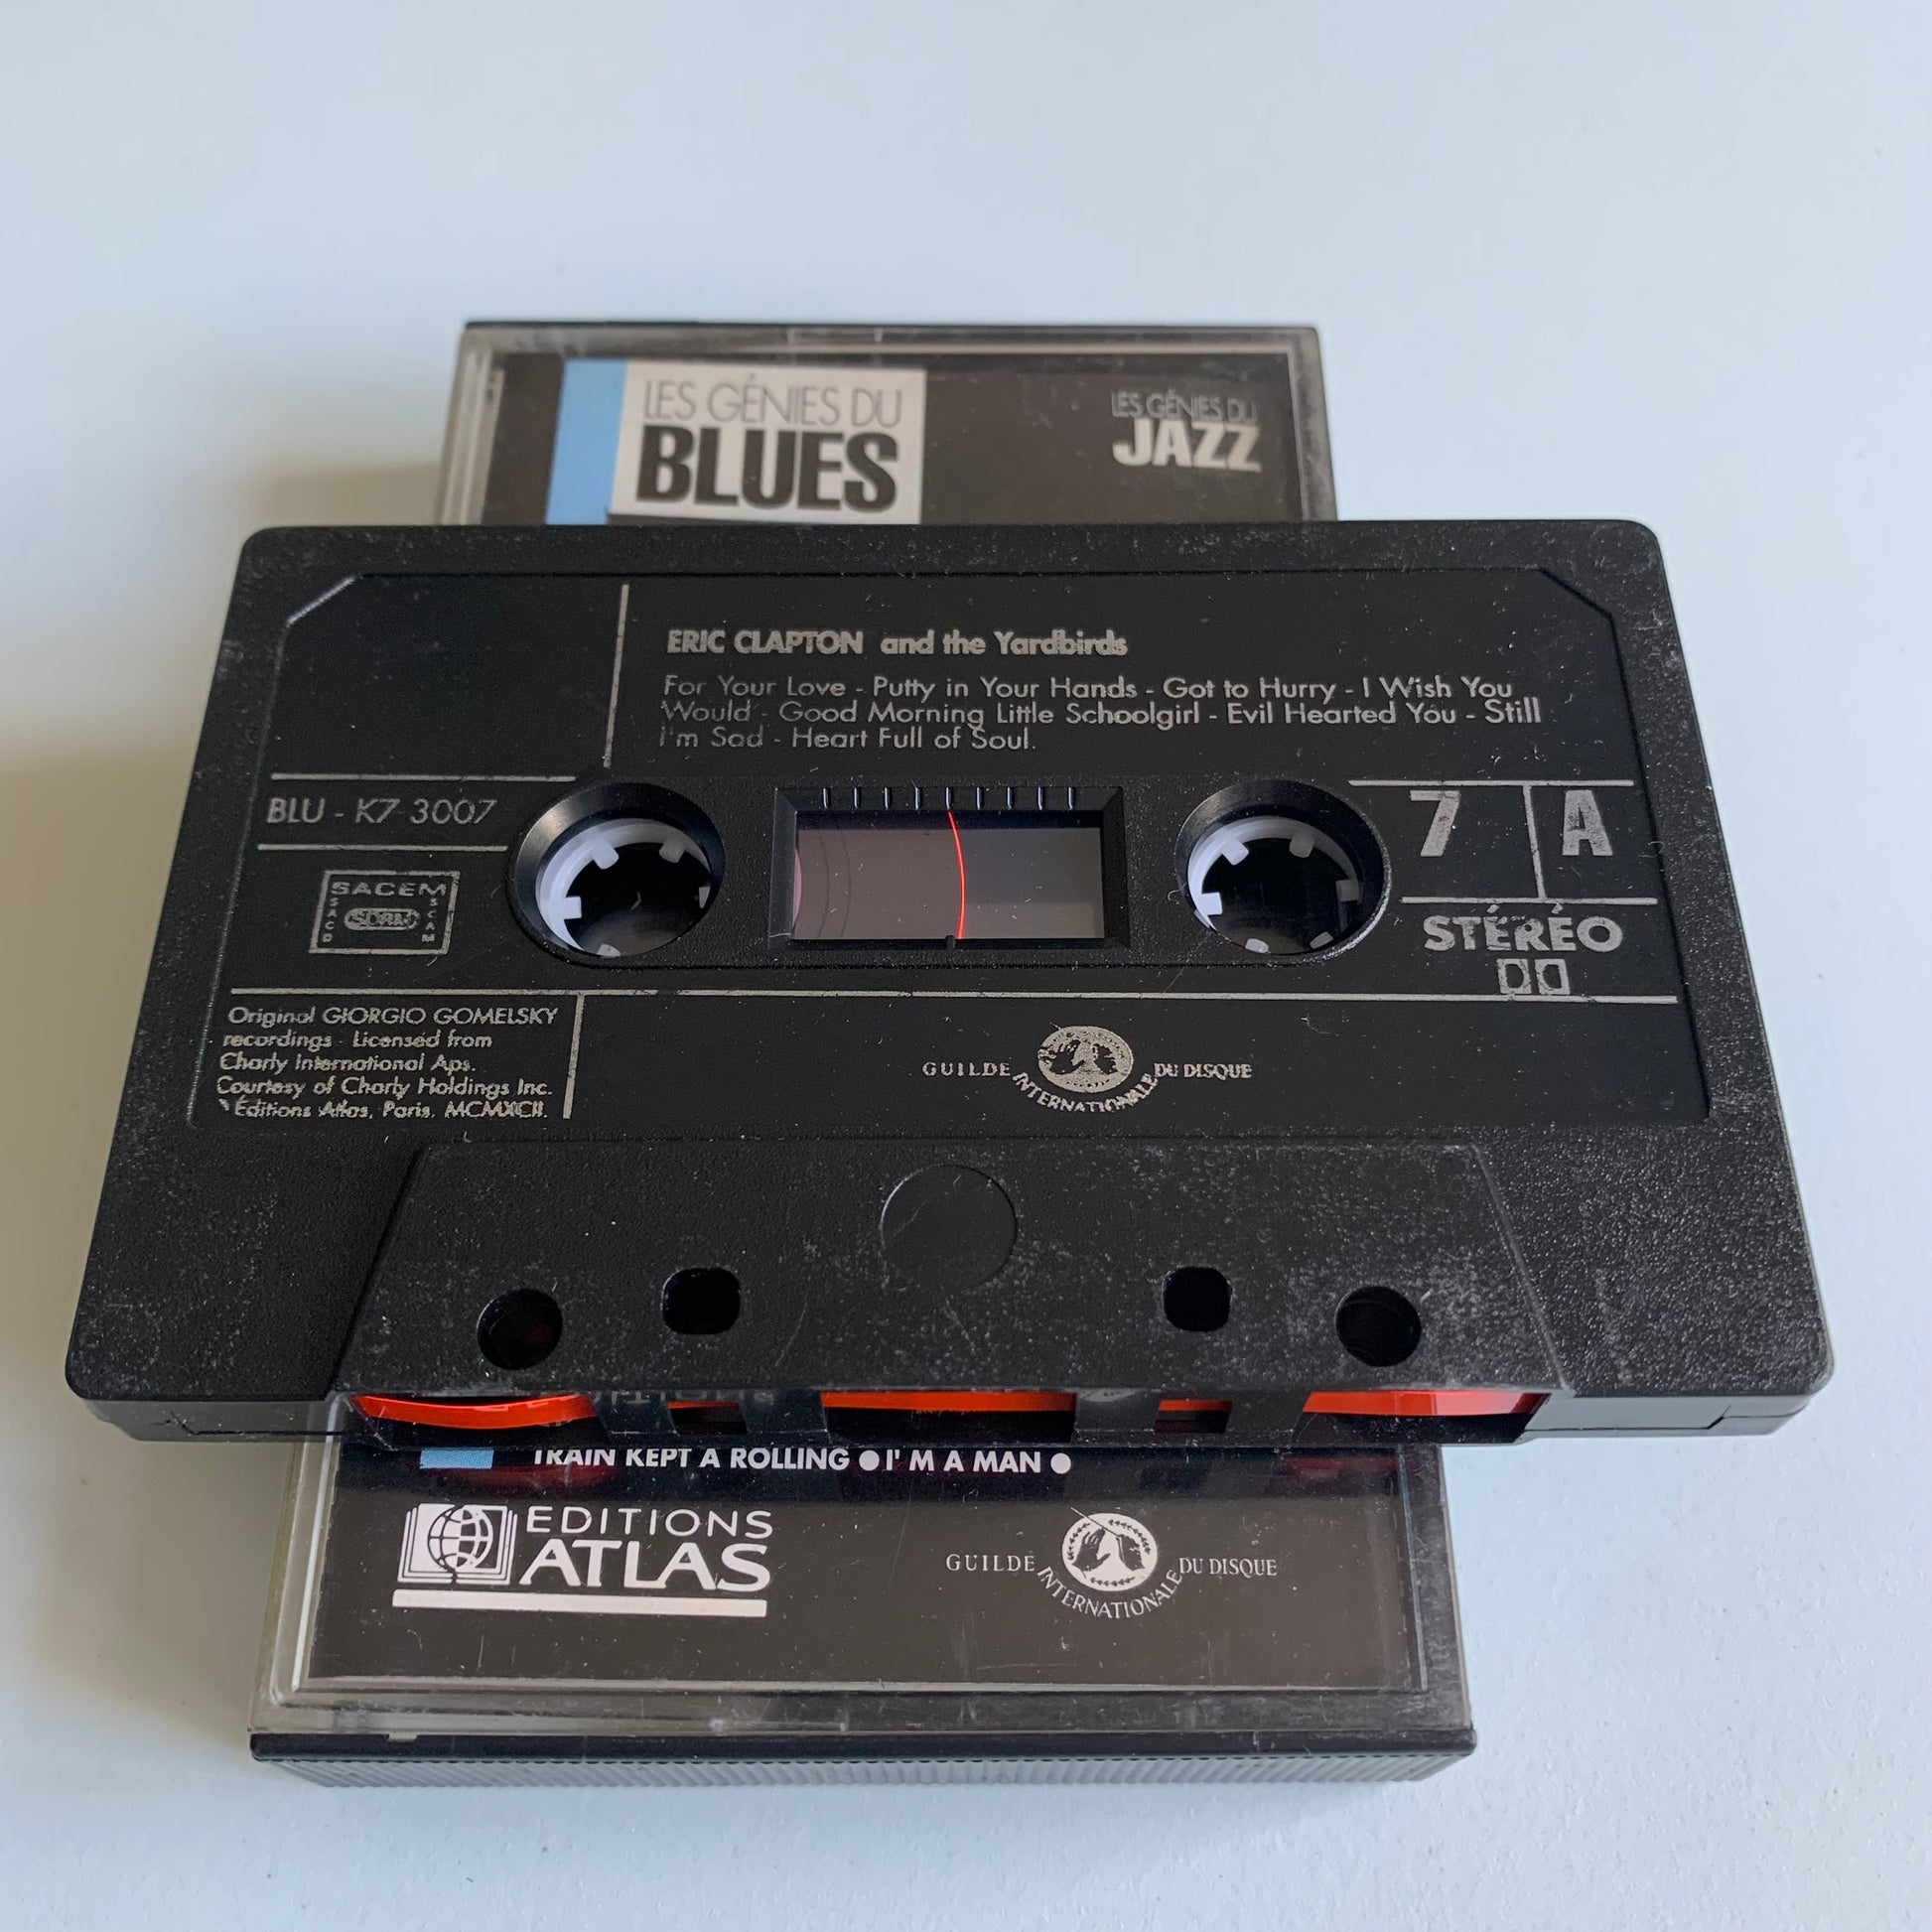 LES GÉNIES DU
BLUES
LES GÉNIES DU
JAZZ
ERIC CLAPTON and the Yardbirds
For Your Love - Putty in Your Hands - Got to Hurry - I Wish You
Would - Good Morning Little Schoolgirl - Evil Hearted You - Still
I'm Sad - Heart Full of Soul.
BLU - K7 3007
7 A
SACEM
SACD
SDRM
SCAM
STÉRÉO
Original GIORGIO GOMELSKY
recordings - Licensed from
Charly International Aps.
Courtesy of Charly Holdings Inc.
Éditions Atlas, Paris, MCMXCII.
GUILDE INTERNATIONALE DU DISQUE
TRAIN KEPT A ROLLING ● I' M A MAN ●
EDITIONS
ATLAS
GUILDE INTERNATIONALE DU DISQUE